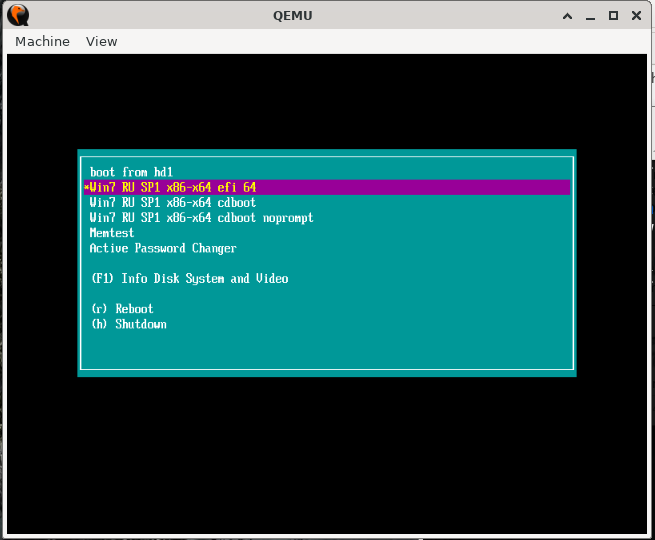 QEMU
Machine View
boot from hd1
*Win7 RU SP1 x86-x64 efi 64
Win7 RU SP1 x86-x64 cdboot
Win7 RU SP1 x86-x64 cdboot noprompt
Memtest
Active Password Changer
(F1) Info Disk System and Video
(r) Reboot
(h) Shutdown